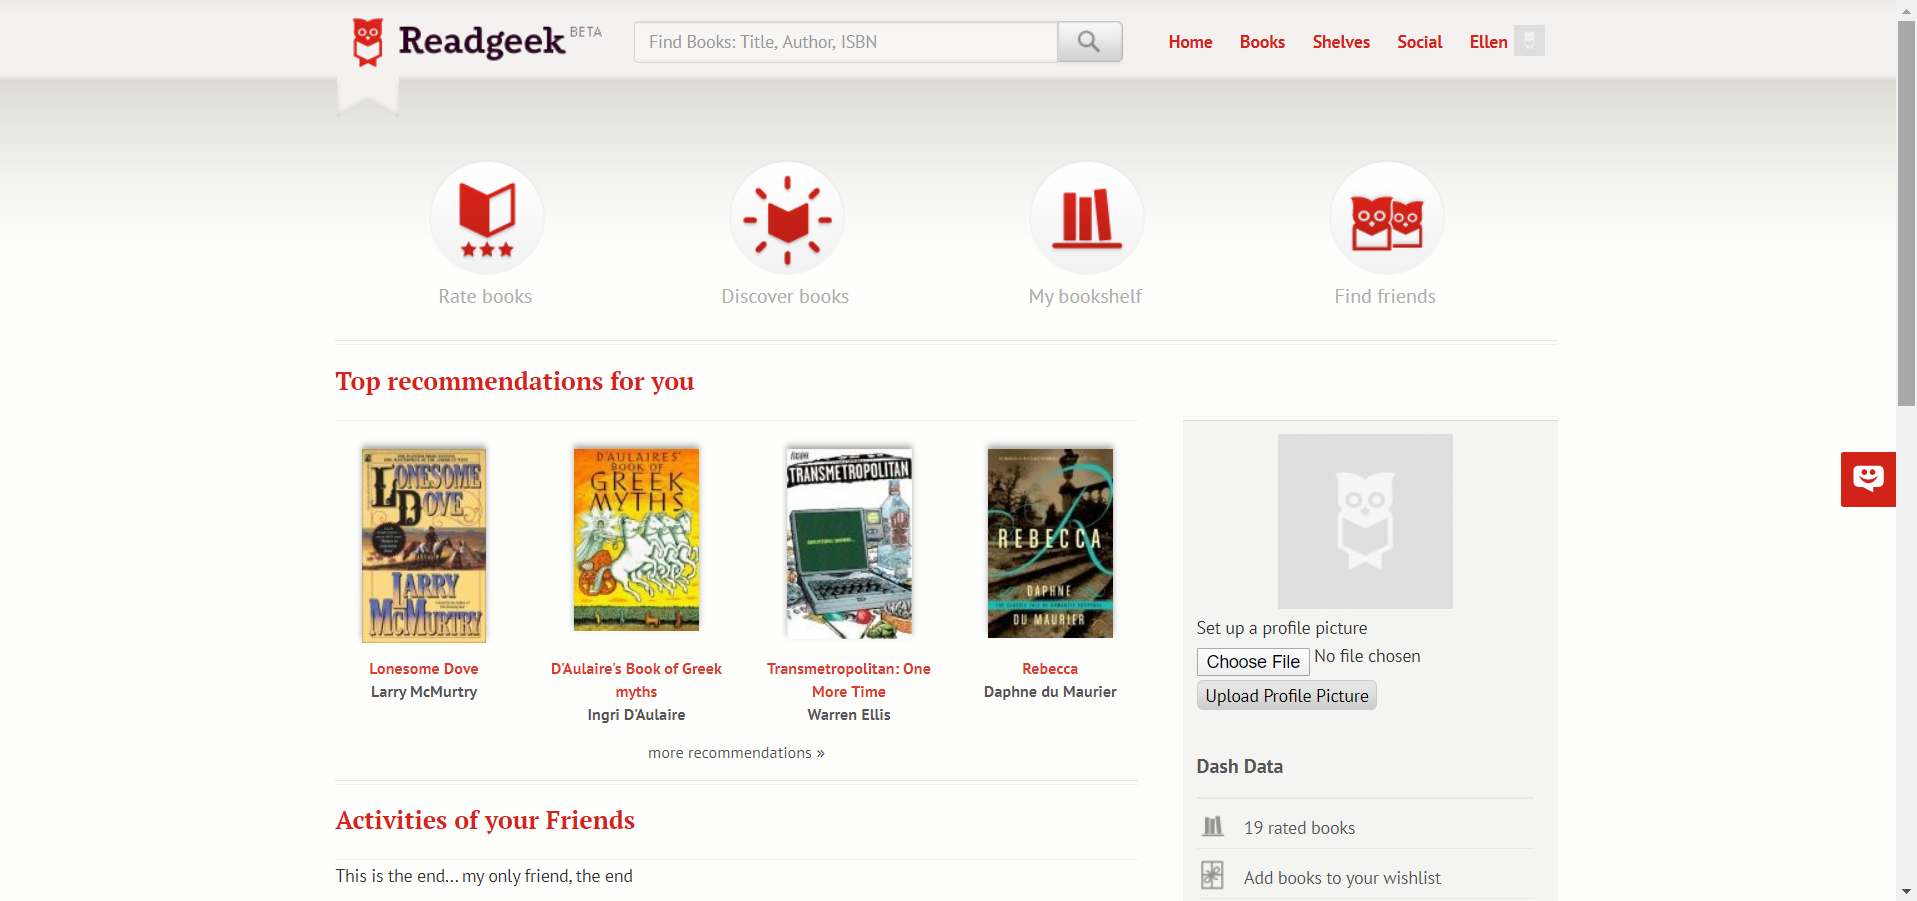 Readgeek BETA
Find Books: Title, Author, ISBN
Home Books Shelves Social Ellen
Rate books
Discover books
My bookshelf
Find friends
Top recommendations for you
LONESOME
DOVE
LARRY
McMURTRY
D'AULAIRES'
BOOK OF
GREEK
MYTHS
TRANSMETROPOLITAN
R
REBECCA
DAPHNE
DU MAURIER
Lonesome Dove
Larry McMurtry
D'Aulaire's Book of Greek
myths
Ingri D'Aulaire
Transmetropolitan: One
More Time
Warren Ellis
Rebecca
Daphne du Maurier
more recommendations »
Set up a profile picture
Choose File No file chosen
Upload Profile Picture
Dash Data
19 rated books
Add books to your wishlist
Activities of your Friends
This is the end... my only friend, the end